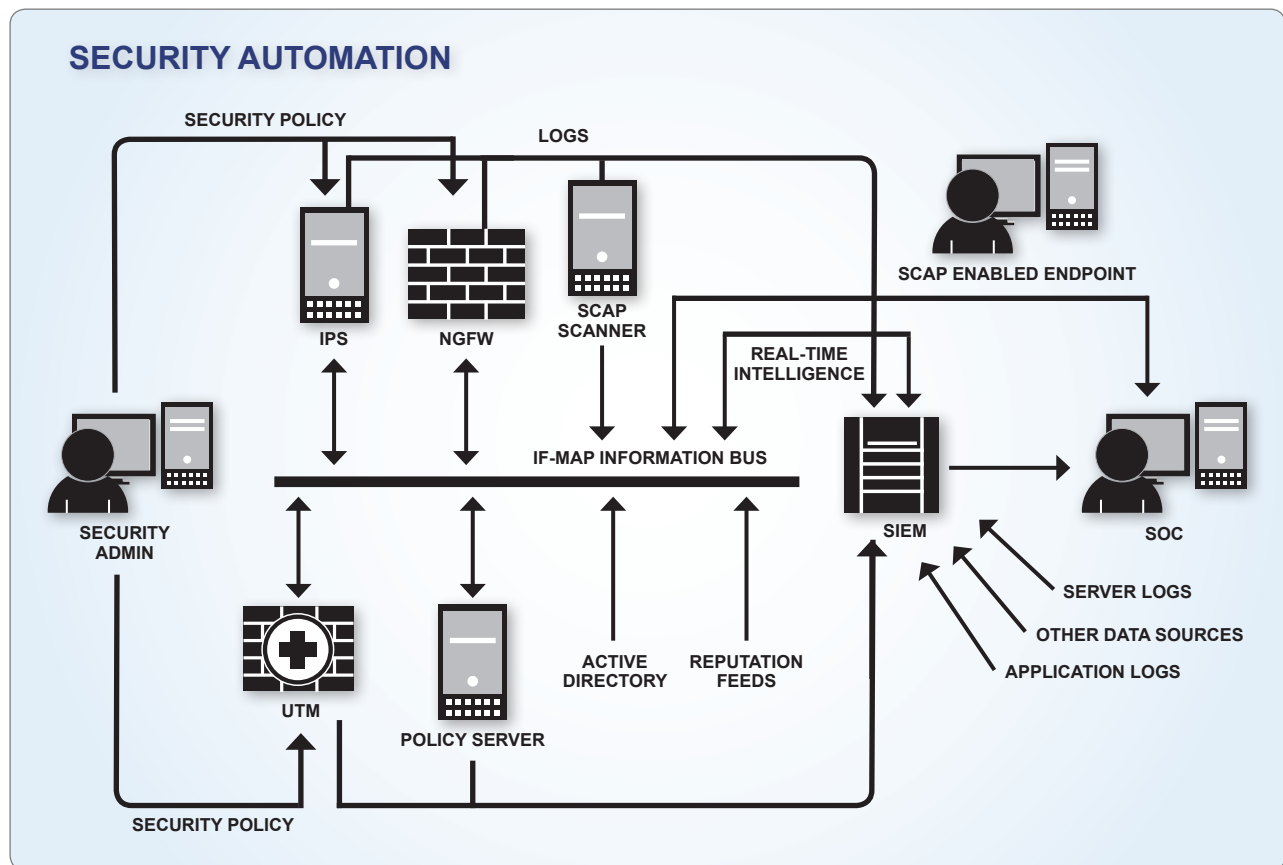 SECURITY AUTOMATION
SECURITY POLICY
LOGS
SCAP ENABLED ENDPOINT
IPS
NGFW
SCAP
SCANNER
REAL-TIME
INTELLIGENCE
IF-MAP INFORMATION BUS
SECURITY
ADMIN
SIEM
SOC
SERVER LOGS
OTHER DATA SOURCES
APPLICATION LOGS
ACTIVE
DIRECTORY
REPUTATION
FEEDS
UTM
POLICY SERVER
SECURITY POLICY